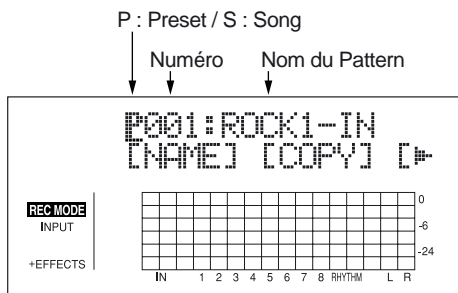 P : Preset / S : Song
Numéro Nom du Pattern
P001:ROCK1-IN
[NAME] [COPY] [
REC MODE
INPUT
+EFFECTS
0
-6
-24
IN 1 2 3 4 5 6 7 8 RHYTHM L R